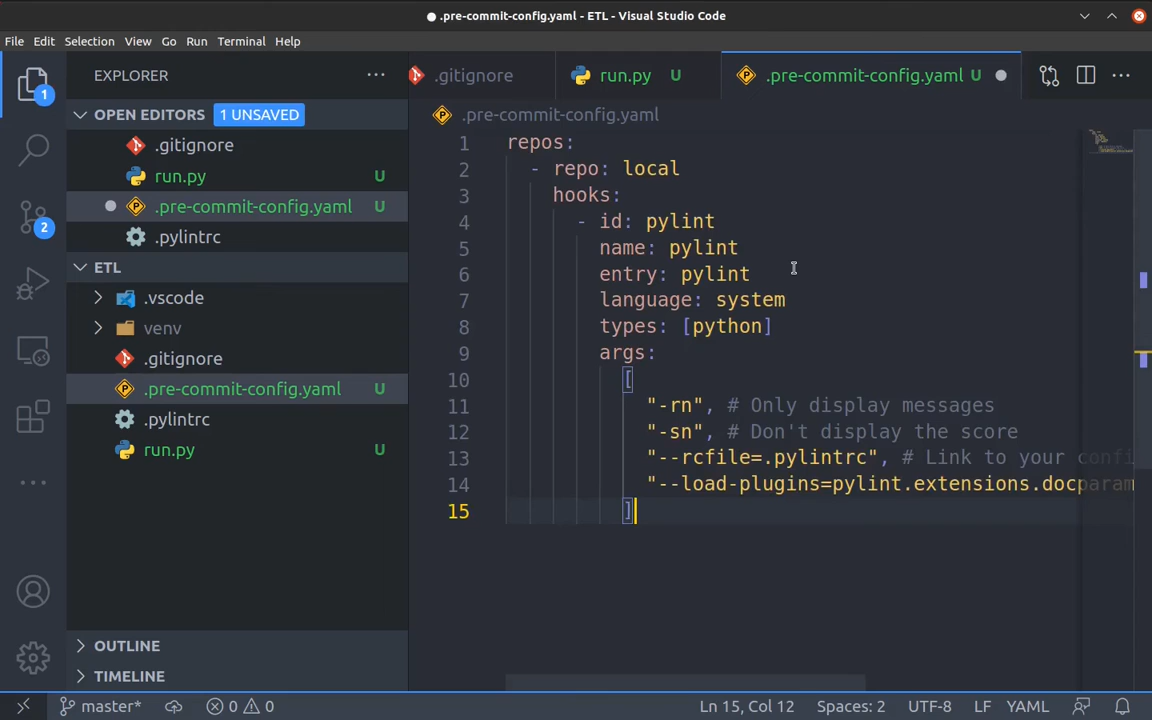 .pre-commit-config.yaml - ETL - Visual Studio Code
File Edit Selection View Go Run Terminal Help
EXPLORER
.gitignore
run.py U
.pre-commit-config.yaml U
OPEN EDITORS 1 UNSAVED
.gitignore
run.py U
.pre-commit-config.yaml U
.pylintrc
ETL
.vscode
venv
.gitignore
.pre-commit-config.yaml U
.pylintrc
run.py U
OUTLINE
TIMELINE
1
2
.pre-commit-config.yaml
1 repos:
2 - repo: local
3 hooks:
4 - id: pylint
5 name: pylint
6 entry: pylint
7 language: system
8 types: [python]
9 args:
10 [
11 "-rn", # Only display messages
12 "-sn", # Don't display the score
13 "--rcfile=.pylintrc", # Link to your confi
14 "--load-plugins=pylint.extensions.docparam
15 ]
master* 0 0 Ln 15, Col 12 Spaces: 2 UTF-8 LF YAML